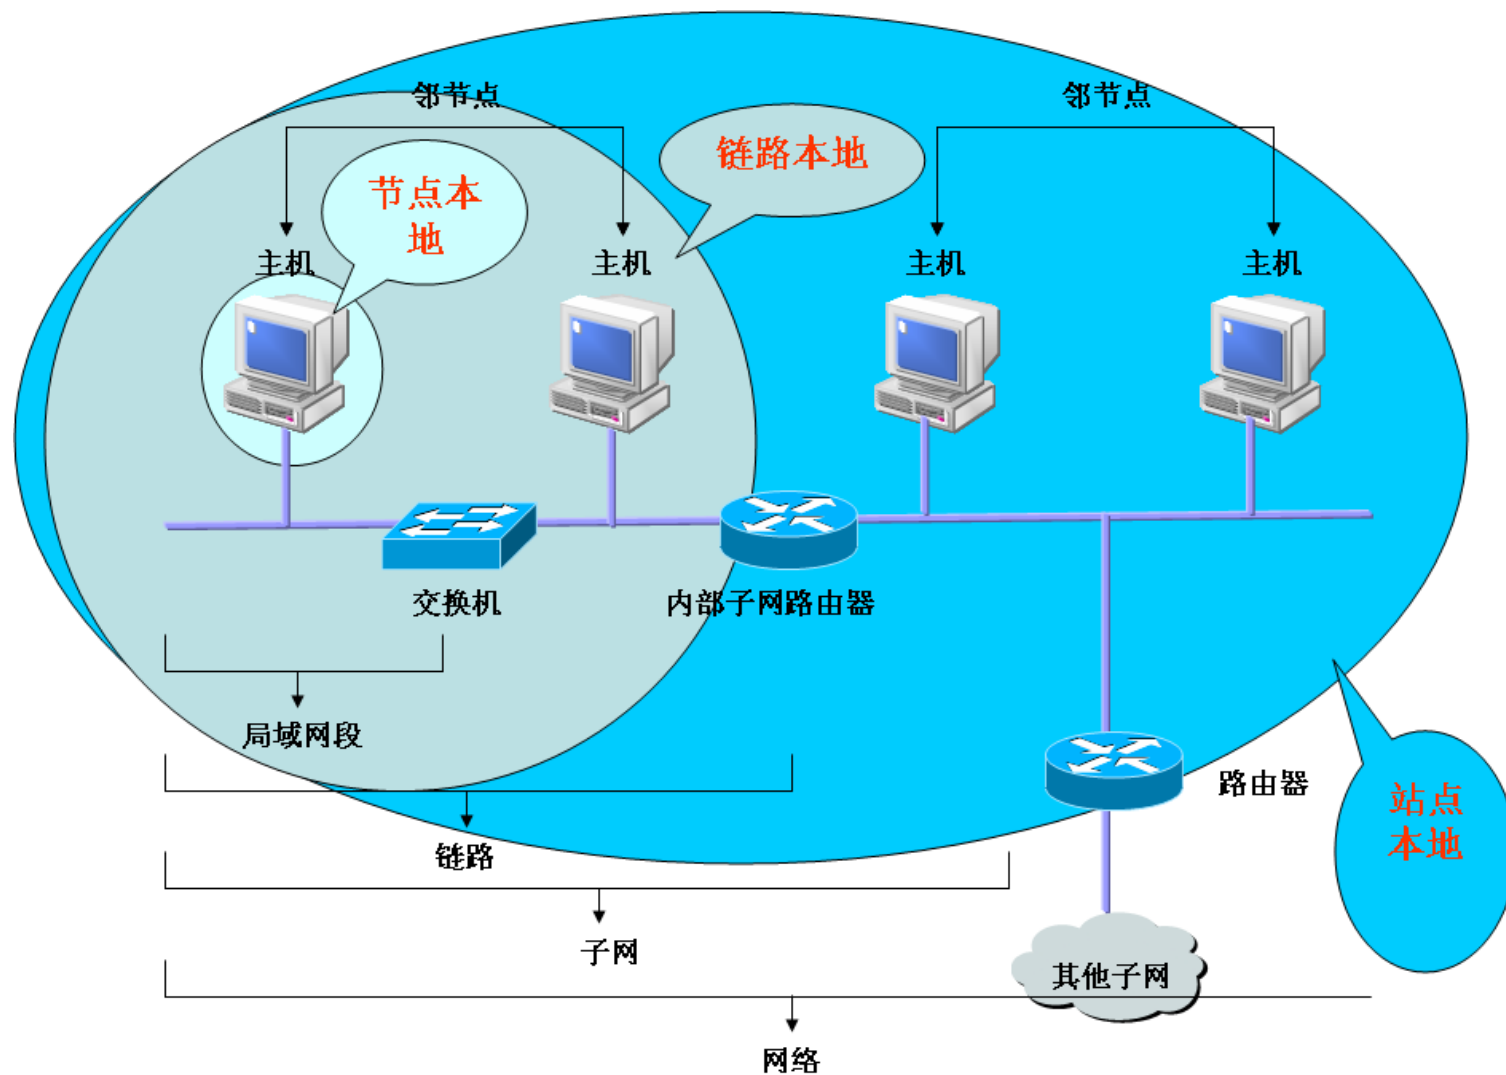 邻节点
邻节点
链路本地
节点本
地
主机
主机
主机
主机
交换机
内部子网路由器
局域网段
路由器
站点
本地
链路
子网
其他子网
网络